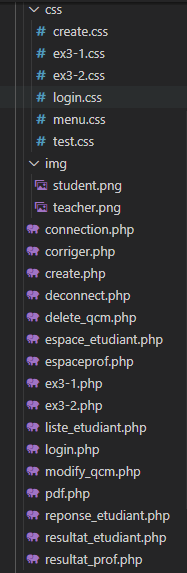 css
create.css
ex3-1.css
ex3-2.css
login.css
menu.css
test.css
img
student.png
teacher.png
connection.php
corriger.php
create.php
deconnect.php
delete_qcm.php
espace_etudiant.php
espaceprof.php
ex3-1.php
ex3-2.php
liste_etudiant.php
login.php
modify_qcm.php
pdf.php
reponse_etudiant.php
resultat_etudiant.php
resultat_prof.php